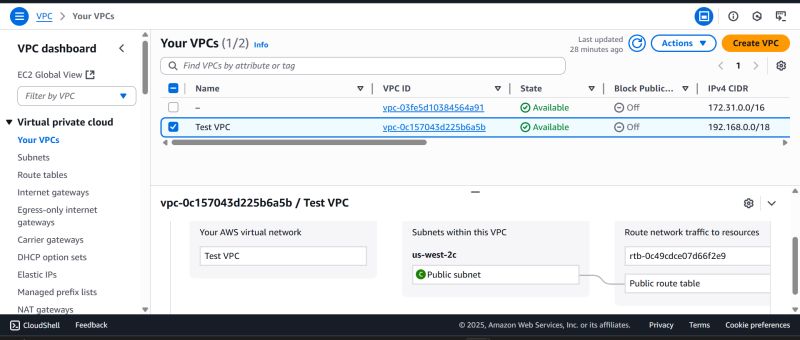 VPC > Your VPCs
VPC dashboard
EC2 Global View
Filter by VPC
Virtual private cloud
Your VPCs
Subnets
Route tables
Internet gateways
Egress-only internet
gateways
Carrier gateways
DHCP option sets
Elastic IPs
Managed prefix lists
NAT gateways
Your VPCs (1/2) Info
Last updated
28 minutes ago
Actions
Create VPC
Find VPCs by attribute or tag
1
Name VPC ID State Block Public... IPv4 CIDR
– vpc-03fe5d10384564a91 Available Off 172.31.0.0/16
Test VPC vpc-0c157043d225b6a5b Available Off 192.168.0.0/18
vpc-0c157043d225b6a5b / Test VPC
Your AWS virtual network
Test VPC
Subnets within this VPC
us-west-2c
C Public subnet
Route network traffic to resources
rtb-0c49cdce07d66f2e9
Public route table
CloudShell Feedback © 2025, Amazon Web Services, Inc. or its affiliates. Privacy Terms Cookie preferences